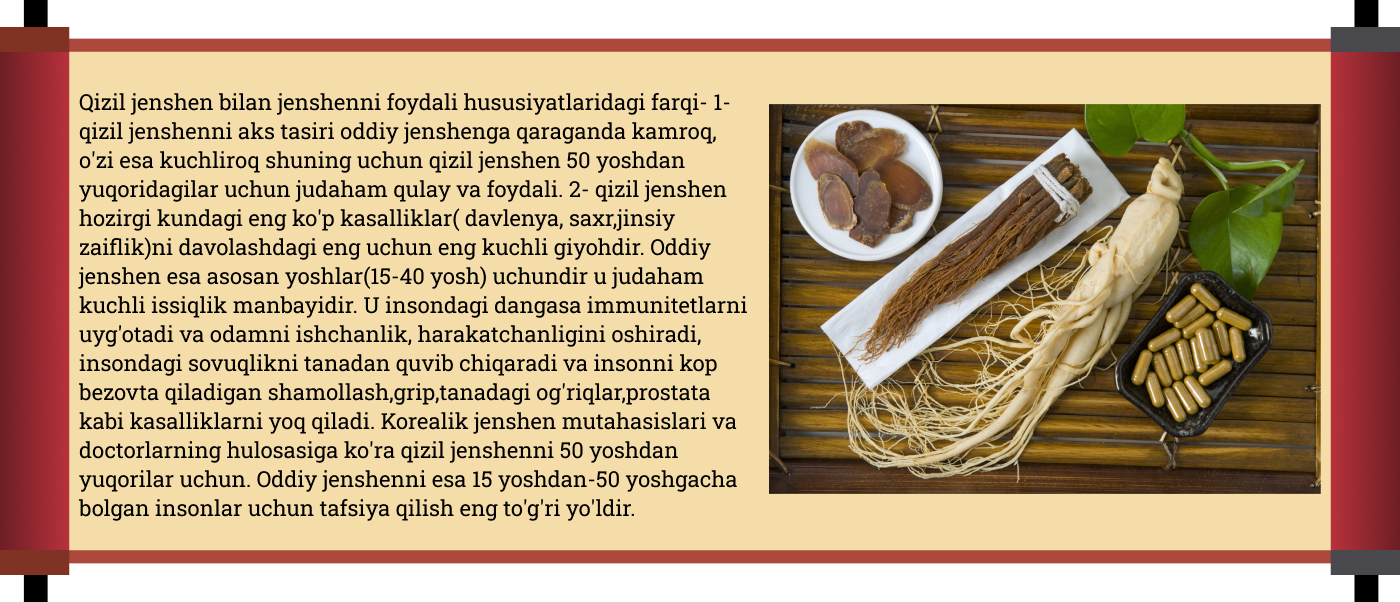 Qizil jenshen bilan jenshenni foydali hususiyatlaridagi farqi- 1-
qizil jenshenni aks tasiri oddiy jenshenga qaraganda kamroq,
o'zi esa kuchliroq shuning uchun qizil jenshen 50 yoshdan
yuqoridagilar uchun judaham qulay va foydali. 2- qizil jenshen
hozirgi kundagi eng ko'p kasalliklar( davlenya, saxr,jinsiy
zaiflik)ni davolashdagi eng uchun eng kuchli giyohdir. Oddiy
jenshen esa asosan yoshlar(15-40 yosh) uchundir u judaham
kuchli issiqlik manbayidir. U insondagi dangasa immunitetlarni
uyg'otadi va odamni ishchanlik, harakatchanligini oshiradi,
insondagi sovuqlikni tanadan quvib chiqaradi va insonni kop
bezovta qiladigan shamollash,grip,tanadagi og'riqlar,prostata
kabi kasalliklarni yoq qiladi. Korealik jenshen mutahasislari va
doctorlarning hulosasiga ko'ra qizil jenshenni 50 yoshdan
yuqorilar uchun. Oddiy jenshenni esa 15 yoshdan-50 yoshgacha
bolgan insonlar uchun tafsiya qilish eng to'g'ri yo'ldir.